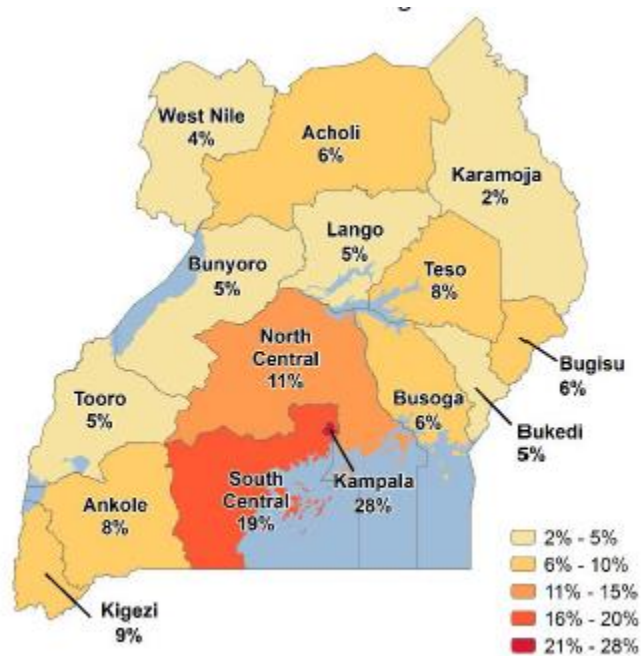 West Nile
4%
Acholi
6%
Karamoja
2%
Lango
5%
Bunyoro
5%
Teso
8%
North
Central
11%
Bugisu
6%
Tooro
5%
Busoga
6%
Bukedi
5%
South
Central
19%
Kampala
28%
Ankole
8%
Kigezi
9%
2% - 5%
6% - 10%
11% - 15%
16% - 20%
21% - 28%